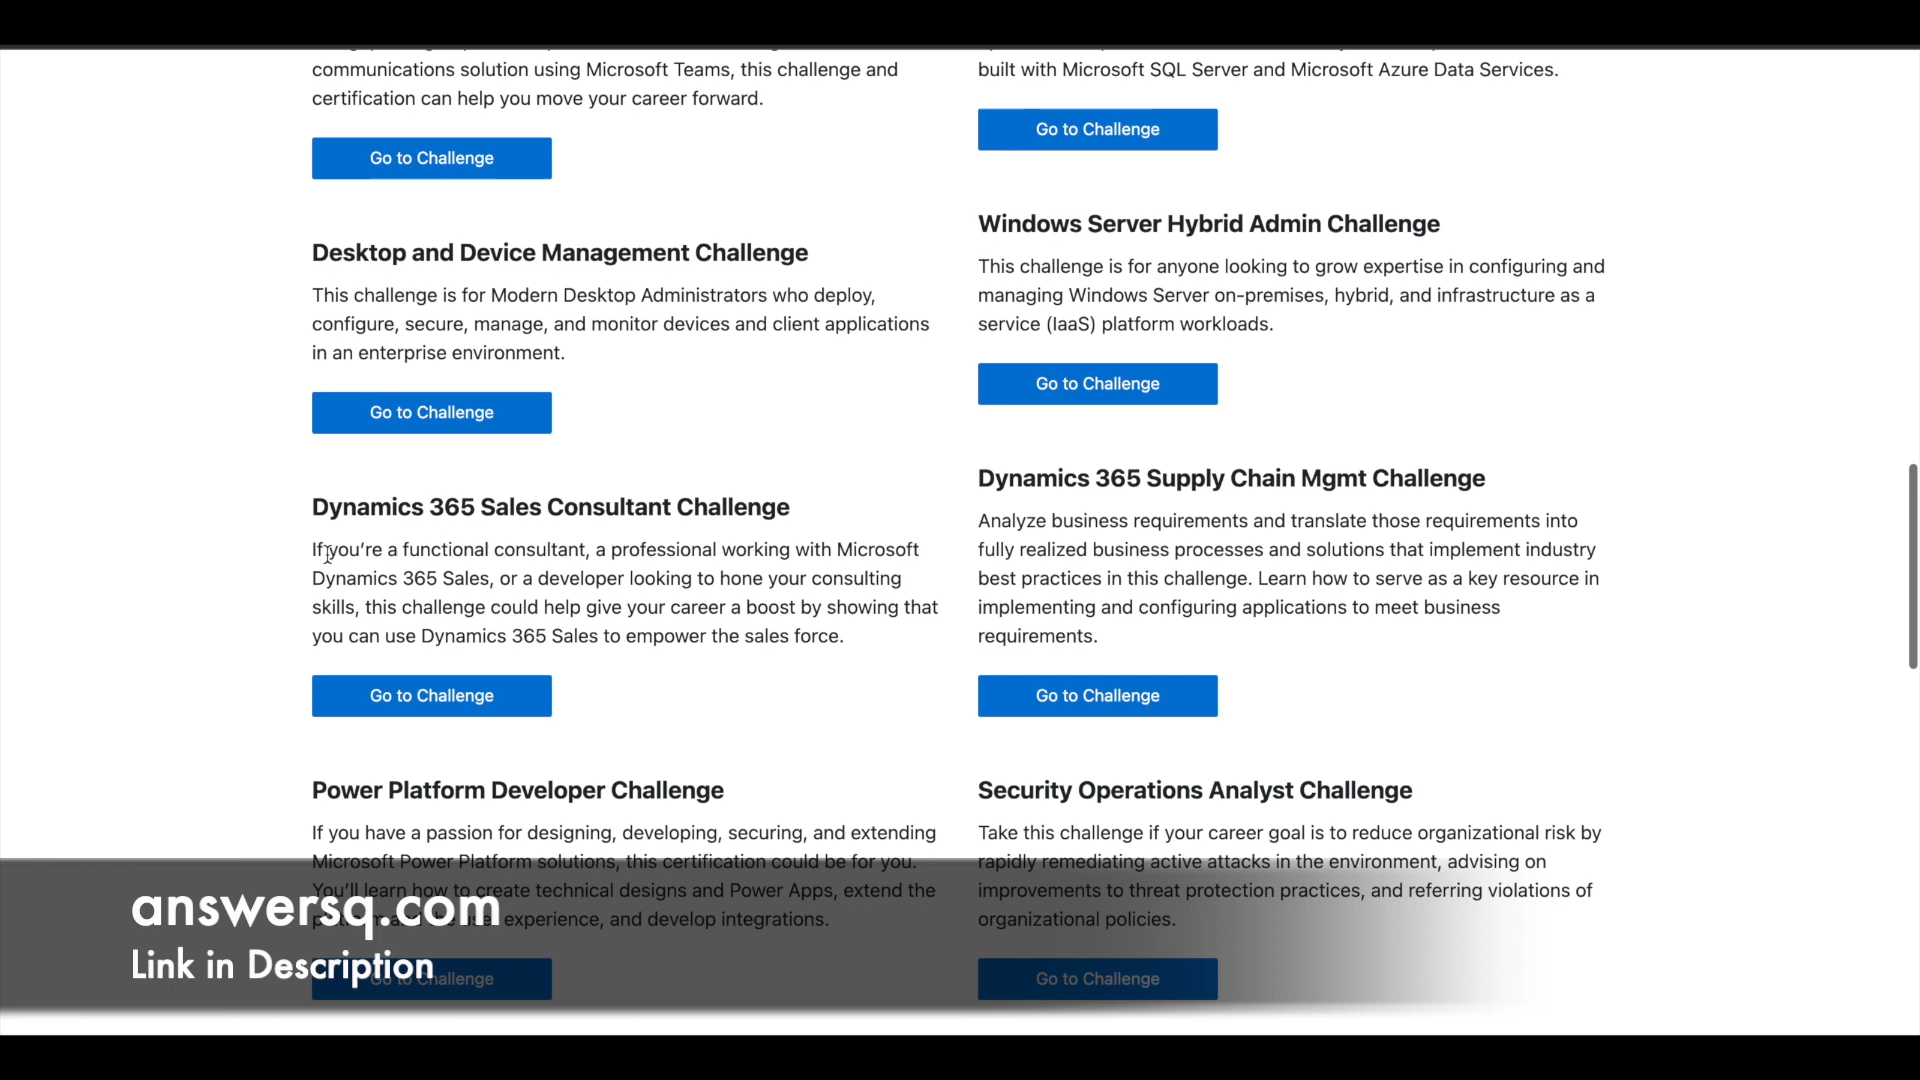 communications solution using Microsoft Teams, this challenge and
certification can help you move your career forward.
Go to Challenge
Desktop and Device Management Challenge
This challenge is for Modern Desktop Administrators who deploy,
configure, secure, manage, and monitor devices and client applications
in an enterprise environment.
Go to Challenge
Dynamics 365 Sales Consultant Challenge
If you’re a functional consultant, a professional working with Microsoft
Dynamics 365 Sales, or a developer looking to hone your consulting
skills, this challenge could help give your career a boost by showing that
you can use Dynamics 365 Sales to empower the sales force.
Go to Challenge
Power Platform Developer Challenge
If you have a passion for designing, developing, securing, and extending
Microsoft Power Platform solutions, this certification could be for you.
You’ll learn how to create technical designs and Power Apps, extend the
experience, and develop integrations.
Go to Challenge
built with Microsoft SQL Server and Microsoft Azure Data Services.
Go to Challenge
Windows Server Hybrid Admin Challenge
This challenge is for anyone looking to grow expertise in configuring and
managing Windows Server on-premises, hybrid, and infrastructure as a
service (IaaS) platform workloads.
Go to Challenge
Dynamics 365 Supply Chain Mgmt Challenge
Analyze business requirements and translate those requirements into
fully realized business processes and solutions that implement industry
best practices in this challenge. Learn how to serve as a key resource in
implementing and configuring applications to meet business
requirements.
Go to Challenge
Security Operations Analyst Challenge
Take this challenge if your career goal is to reduce organizational risk by
rapidly remediating active attacks in the environment, advising on
improvements to threat protection practices, and referring violations of
organizational policies.
Go to Challenge
answersq.com
Link in Description